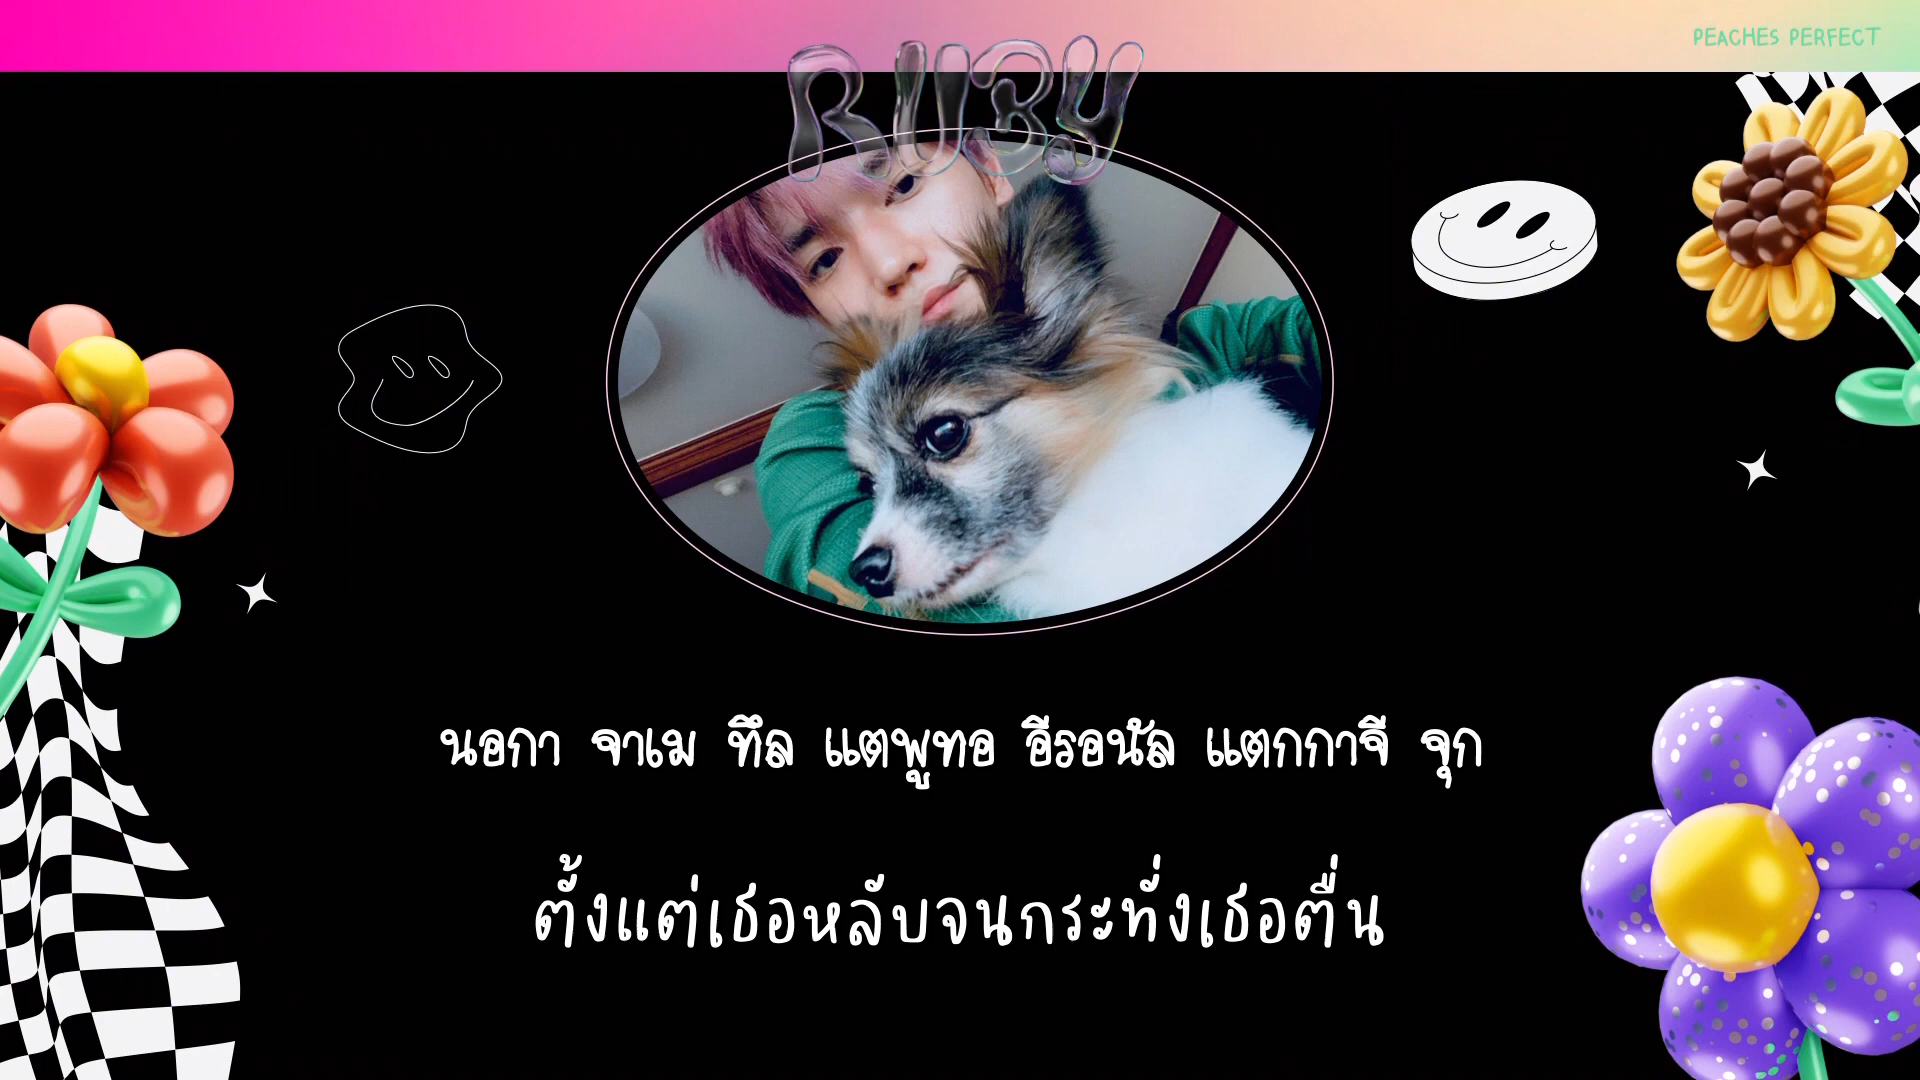 PEACHES PERFECT
RUBY
นอกา จาเม ทึล แตพูทอ อีรอนัล แตกกาจี จุก
ตั้งแต่เธอหลับจนกระทั่งเธอตื่น